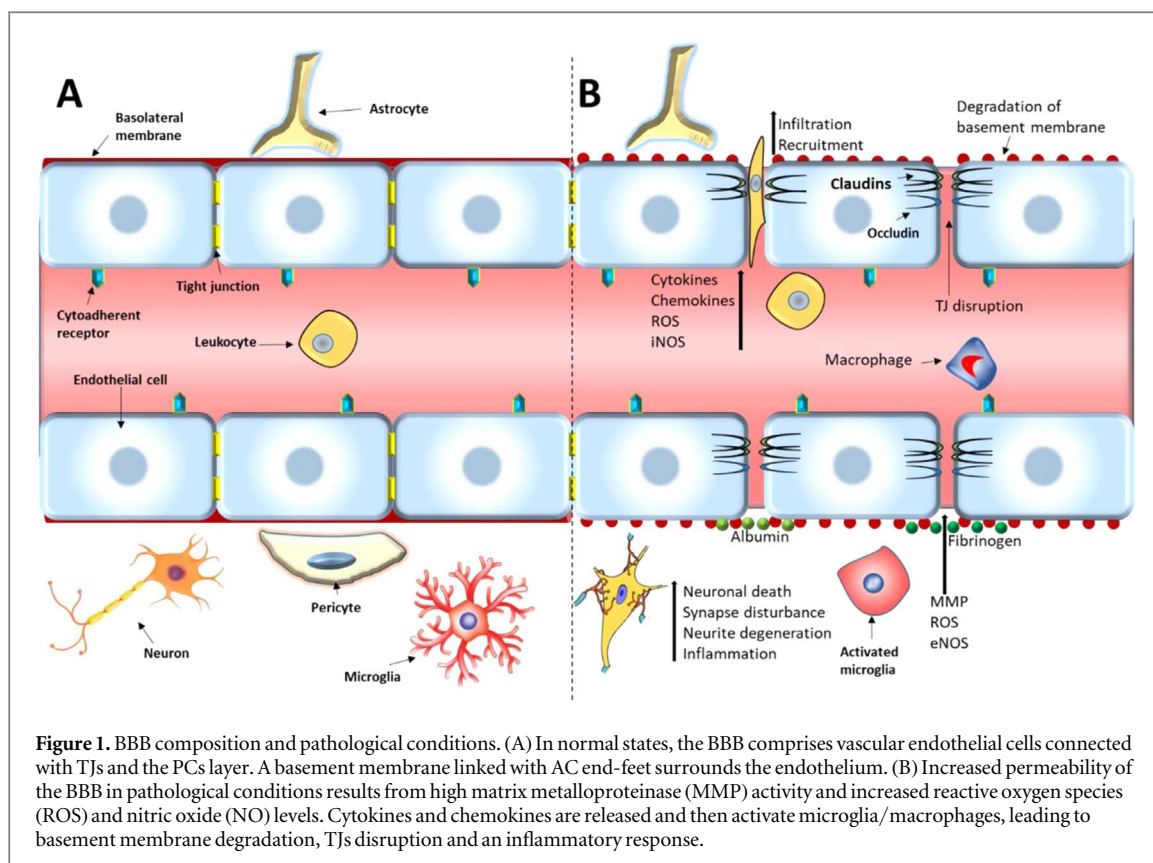 A
Basolateral
membrane
Astrocyte
Tight junction
Cytoadherent
receptor
Leukocyte
Endothelial cell
Neuron
Pericyte
Microglia
B
Infiltration
Recruitment
Degradation of
basement membrane
Claudins
Occludin
Cytokines
Chemokines
ROS
iNOS
TJ disruption
Macrophage
Albumin
Fibrinogen
Neuronal death
Synapse disturbance
Neurite degeneration
Inflammation
Activated
microglia
MMP
ROS
eNOS
Figure 1. BBB composition and pathological conditions. (A) In normal states, the BBB comprises vascular endothelial cells connected
with TJs and the PCs layer. A basement membrane linked with AC end-feet surrounds the endothelium. (B) Increased permeability of
the BBB in pathological conditions results from high matrix metalloproteinase (MMP) activity and increased reactive oxygen species
(ROS) and nitric oxide (NO) levels. Cytokines and chemokines are released and then activate microglia/macrophages, leading to
basement membrane degradation, TJs disruption and an inflammatory response.